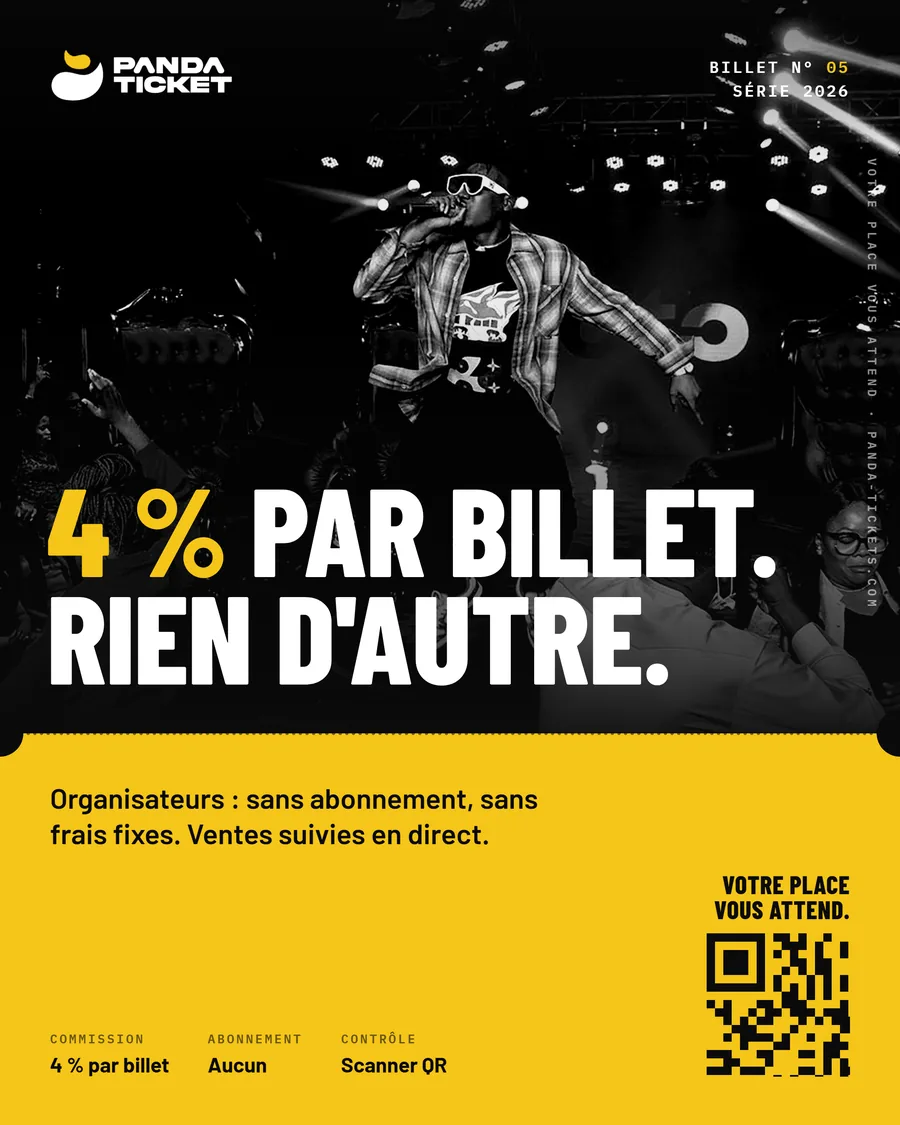 PANDA
TICKET
BILLET N° 05
SÉRIE 2026
VOTRE PLACE VOUS ATTEND · PANDA-TICKETS.COM
4 % PAR BILLET.
RIEN D'AUTRE.
Organisateurs : sans abonnement, sans
frais fixes. Ventes suivies en direct.
VOTRE PLACE
VOUS ATTEND.
COMMISSION
4 % par billet
ABONNEMENT
Aucun
CONTRÔLE
Scanner QR